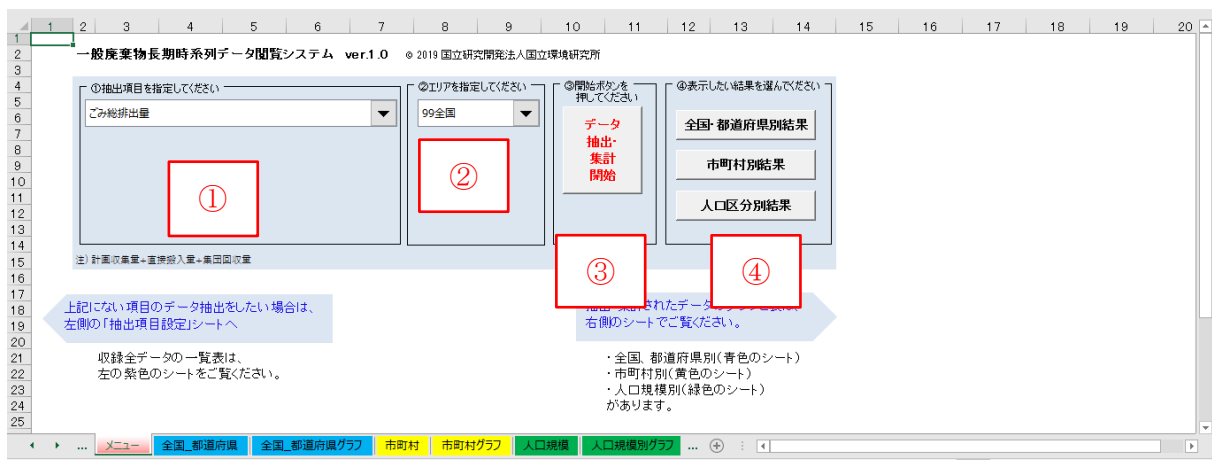 1 2 3 4 5 6 7 8 9 10 11 12 13 14 15 16 17 18 19 20
1
2 一般廃棄物長期時系列データ閲覧システム ver.1.0 © 2019 国立研究開発法人国立環境研究所
3
4 ①抽出項目を指定してください ②エリアを指定してください ③開始ボタンを押してください ④表示したい結果を選んでください
5
6 ごみ総排出量 99全国 データ抽出・集計開始 全国・都道府県別結果
7
8
9 市町村別結果
10 ②
11 ①
12 人口区分別結果
13
14
15 注)計画収集量+直接搬入量+集団回収量 ③ ④
16
17
18 上記にない項目のデータ抽出をしたい場合は、
19 左側の「抽出項目設定」シートへ 右側のシートでご覧ください。
20
21 収録全データの一覧表は、 ・全国、都道府県別(青色のシート)
22 左の紫色のシートをご覧ください。 ・市町村別(黄色のシート)
23 ・人口規模別(緑色のシート)
24 があります。
25
... メニュー 全国_都道府県 全国_都道府県グラフ 市町村 市町村グラフ 人口規模 人口規模別グラフ ...